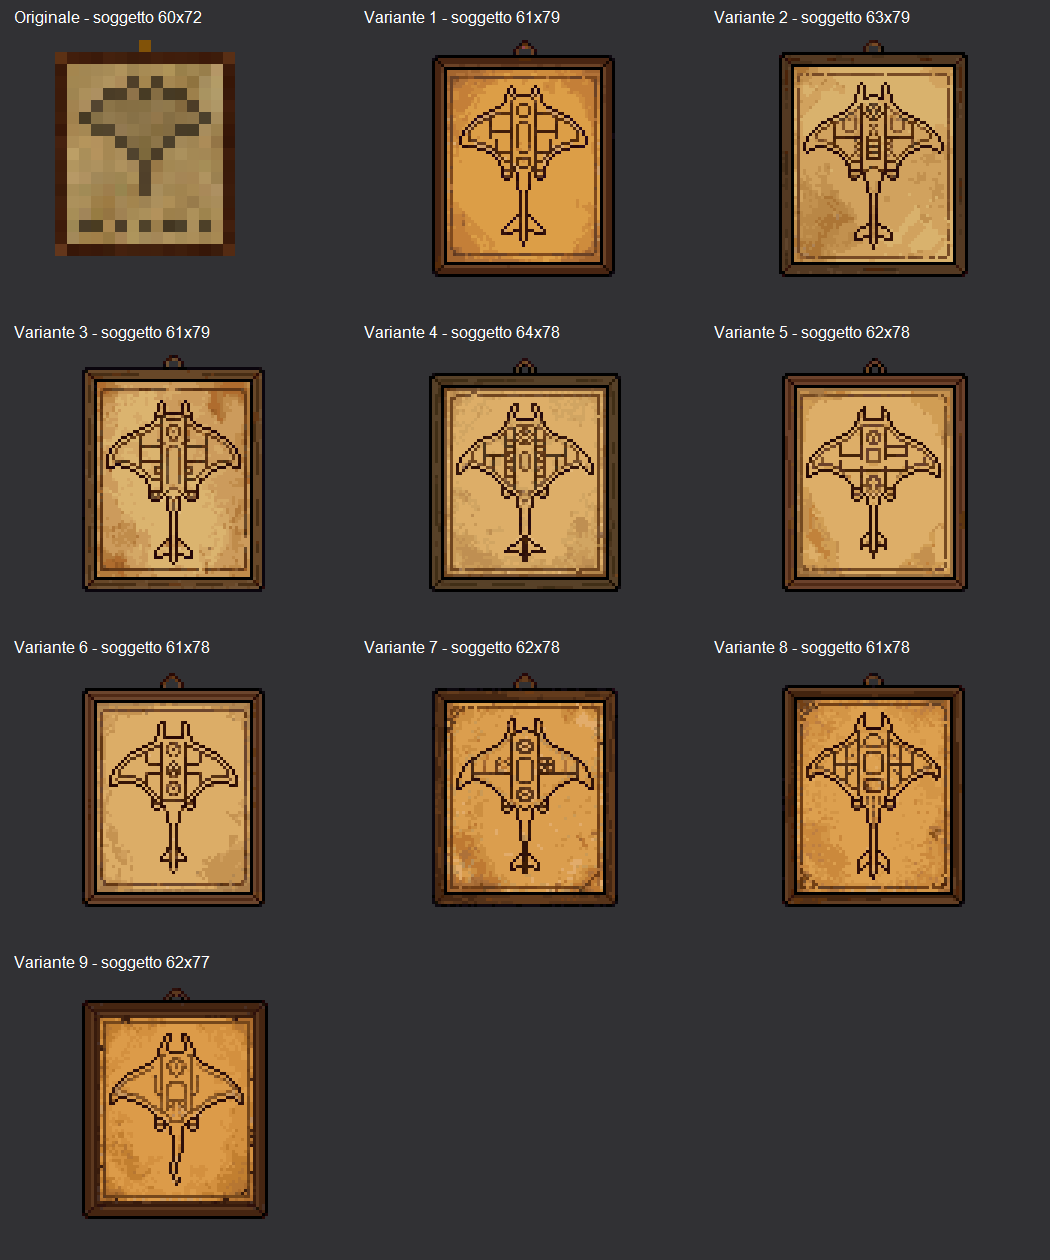 Originale - soggetto 60x72
Variante 1 - soggetto 61x79
Variante 2 - soggetto 63x79
Variante 3 - soggetto 61x79
Variante 4 - soggetto 64x78
Variante 5 - soggetto 62x78
Variante 6 - soggetto 61x78
Variante 7 - soggetto 62x78
Variante 8 - soggetto 61x78
Variante 9 - soggetto 62x77